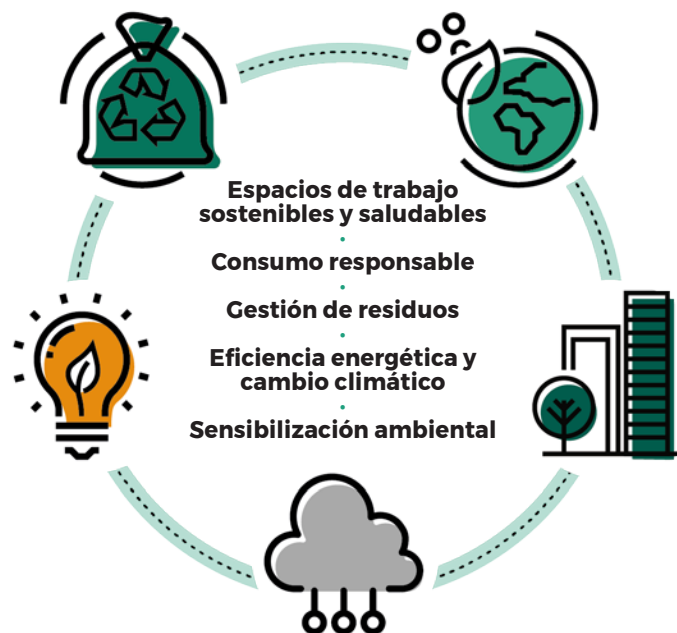 Espacios de trabajo
sostenibles y saludables
Consumo responsable
Gestión de residuos
Eficiencia energética y
cambio climático
Sensibilización ambiental